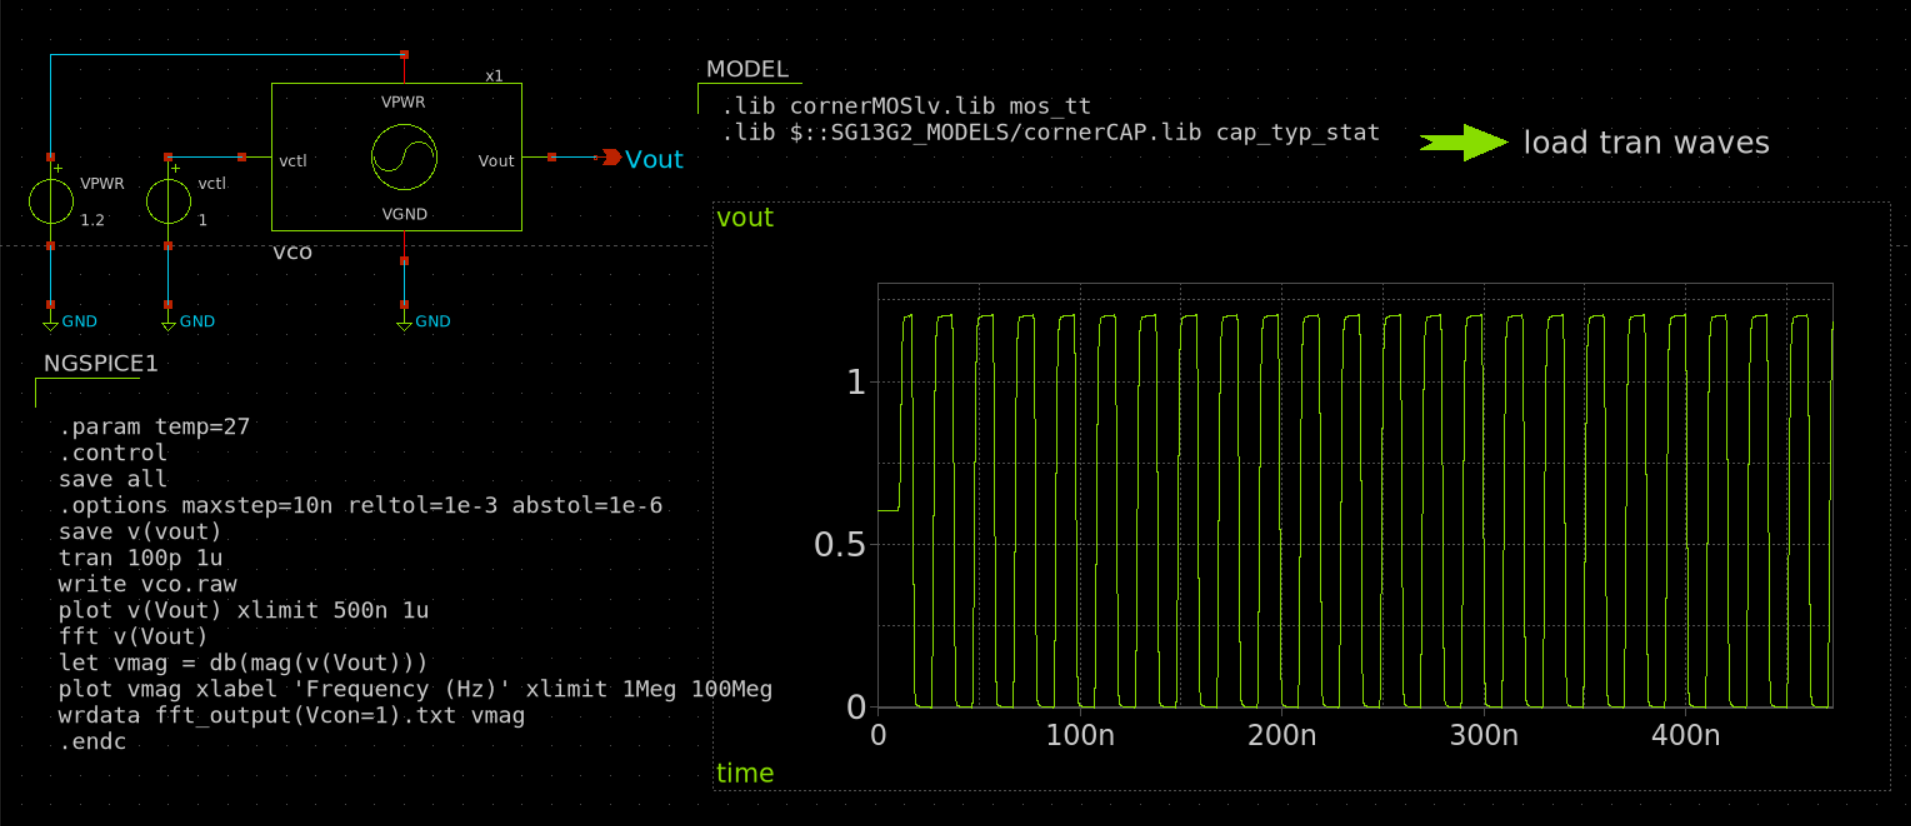 x1
VPWR
vctl
Vout
VGND
vco
Vout
VPWR
1.2
vctl
1
GND
GND
GND
MODEL
.lib cornerMOSlv.lib mos_tt
.lib $::SG13G2_MODELS/cornerCAP.lib cap_typ_stat
load tran waves
NGSPICE1
.param temp=27
.control
save all
.options maxstep=10n reltol=1e-3 abstol=1e-6
save v(vout)
tran 100p 1u
write vco.raw
plot v(Vout) xlimit 500n 1u
fft v(Vout)
let vmag = db(mag(v(Vout)))
plot vmag xlabel 'Frequency (Hz)' xlimit 1Meg 100Meg
wrdata fft_output(Vcon=1).txt vmag
.endc
vout
1
0.5
0
0 100n 200n 300n 400n
time